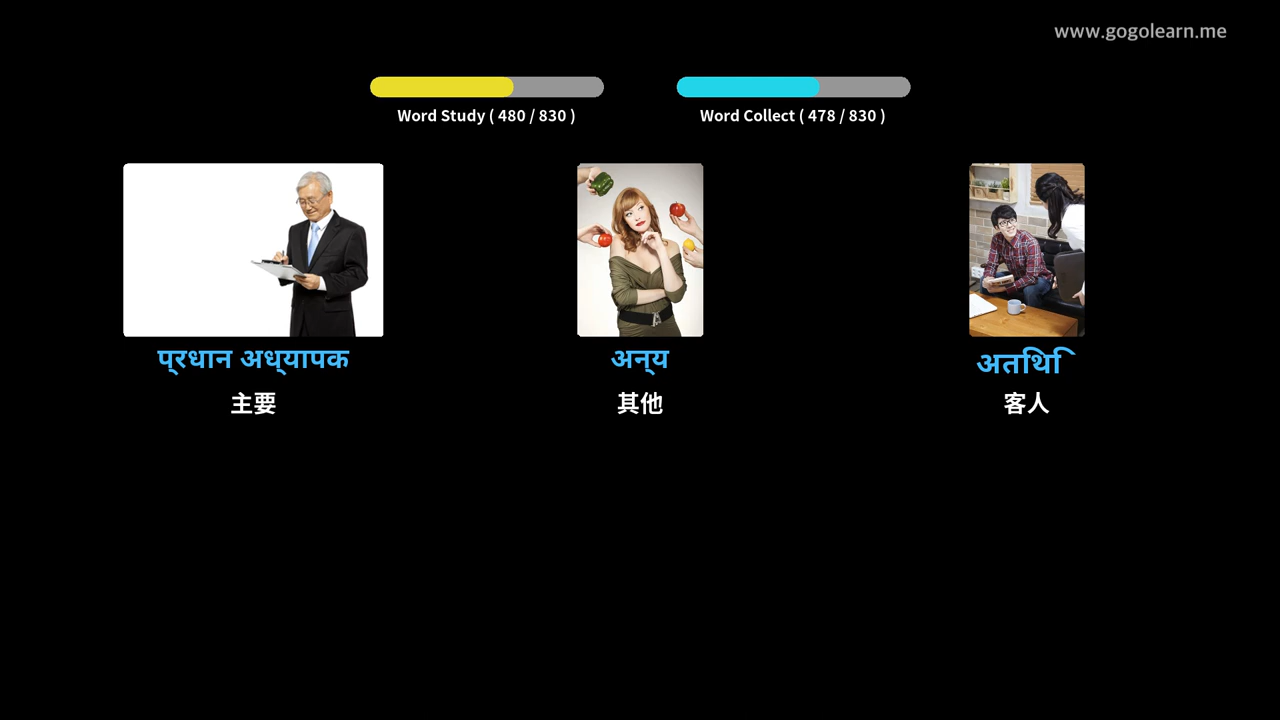 www.gogolearn.me
Word Study ( 480 / 830 )
Word Collect ( 478 / 830 )
प्रधान अध्यापक
अन्य
अतिथि
主要
其他
客人